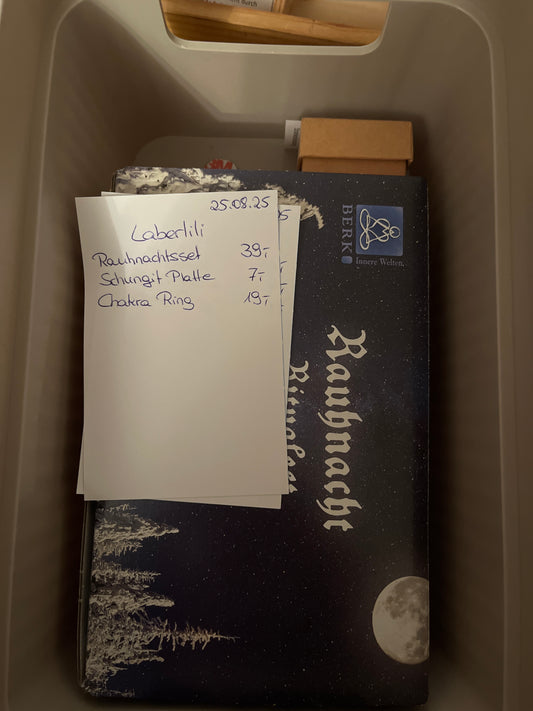 25.08.25
Laberlili
Rauhnachtsset 39,-
Schungit Platte 7,-
Chakra Ring 19,-
BERK
Innere Welten.
Rauhnacht